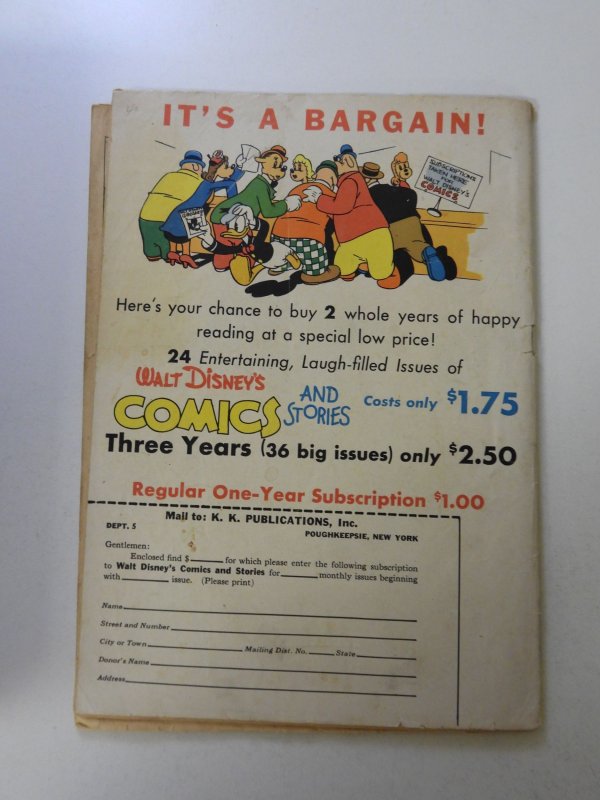 IT'S A BARGAIN!
SUBSCRIPTIONS
TAKEN HERE
FOR
WALT DISNEY'S
COMICS
Here's your chance to buy 2 whole years of happy
reading at a special low price!
24 Entertaining, Laugh-filled Issues of
WALT DISNEY'S
COMICS AND STORIES Costs only $1.75
Three Years (36 big issues) only $2.50
Regular One-Year Subscription $1.00
Mail to: K. K. PUBLICATIONS, Inc.
DEPT. 5 POUGHKEEPSIE, NEW YORK
Gentlemen:
Enclosed find $ for which please enter the following subscription
to Walt Disney's Comics and Stories for monthly issues beginning
with issue. (Please print)
Name
Street and Number
City or Town Mailing Dist. No. State
Donor's Name
Address